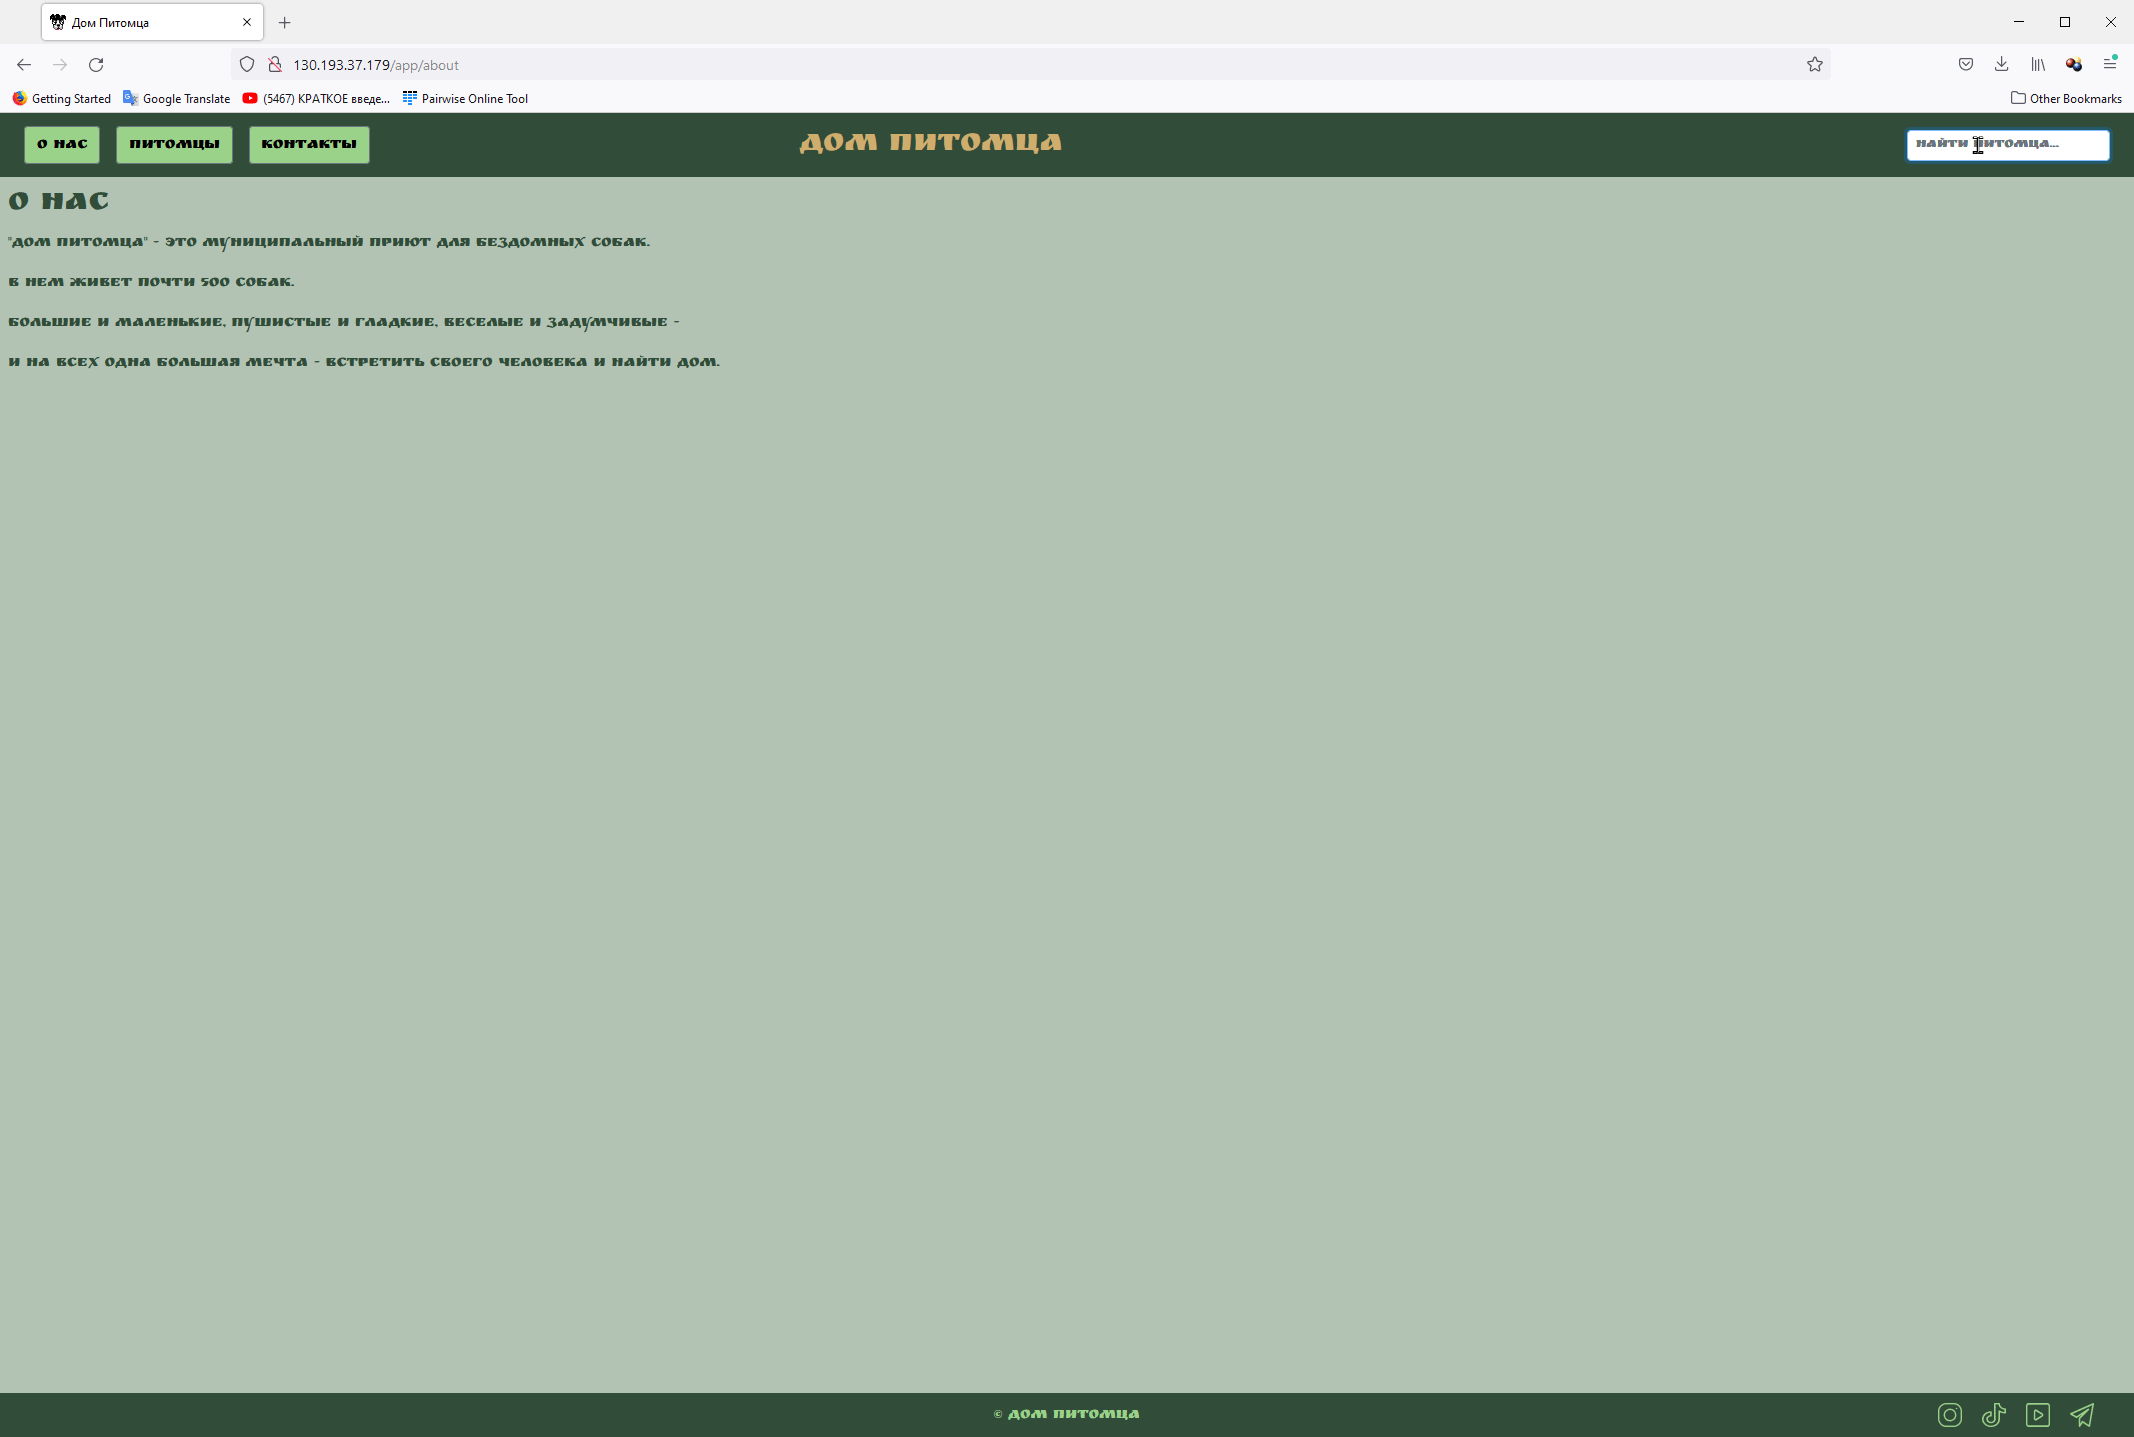 Дом Питомца
130.193.37.179/app/about
Getting Started Google Translate (5467) КРАТКОЕ введе... Pairwise Online Tool Other Bookmarks
О НАС ПИТОМЦЫ КОНТАКТЫ ДОМ ПИТОМЦА НАЙТИ ПИТОМЦА...
О НАС
"ДОМ ПИТОМЦА" - ЭТО МУНИЦИПАЛЬНЫЙ ПРИЮТ ДЛЯ БЕЗДОМНЫХ СОБАК.
В НЕМ ЖИВЕТ ПОЧТИ 500 СОБАК.
БОЛЬШИЕ И МАЛЕНЬКИЕ, ПУШИСТЫЕ И ГЛАДКИЕ, ВЕСЕЛЫЕ И ЗАДУМЧИВЫЕ -
И НА ВСЕХ ОДНА БОЛЬШАЯ МЕЧТА - ВСТРЕТИТЬ СВОЕГО ЧЕЛОВЕКА И НАЙТИ ДОМ.
© ДОМ ПИТОМЦА